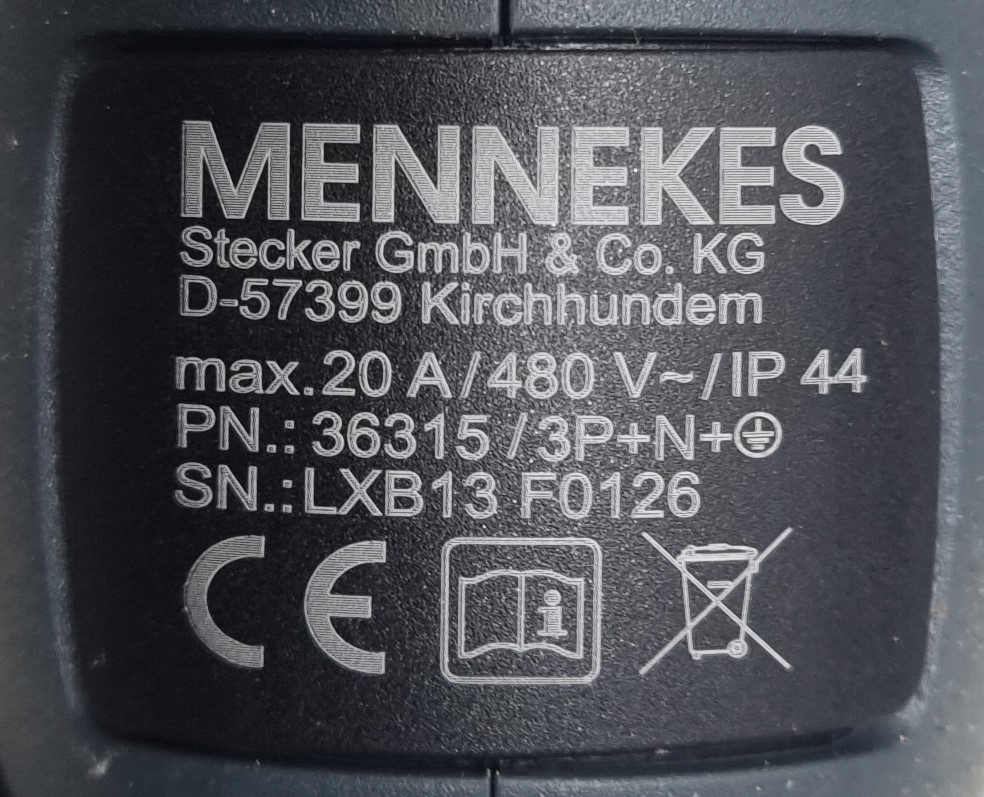 MENNEKES
Stecker GmbH & Co. KG
D-57399 Kirchhundem
max. 20 A/480 V~/IP 44
PN.: 36315 /3P+N+⏚
SN.: LXB13 F0126
CE
i